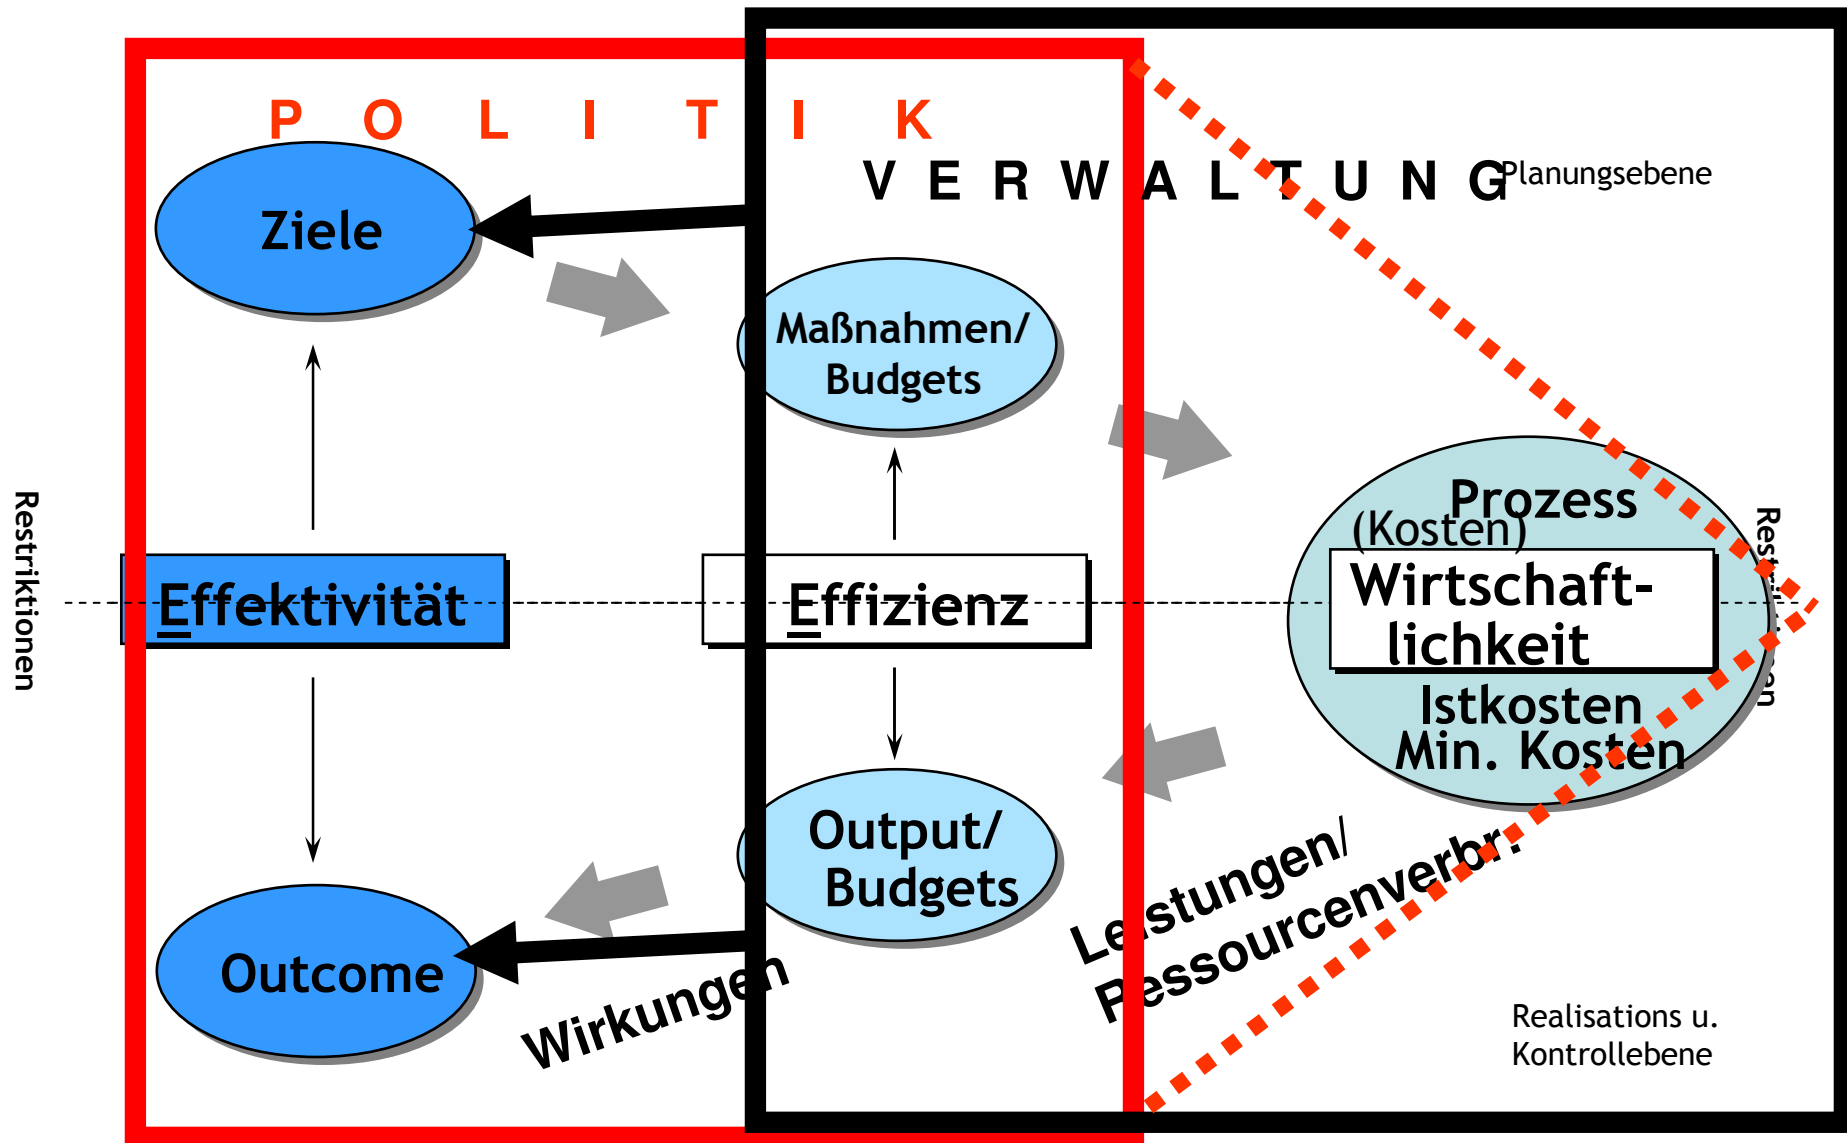 P O L I T I K
V E R W A L T U N G
Planungsebene
Ziele
Maßnahmen/
Budgets
Restriktionen
Effektivität
Effizienz
Prozess
(Kosten)
Wirtschaft-
lichkeit
Istkosten
Min. Kosten
Restriktionen
Output/
Budgets
Leistungen/
Ressourcenverbr.
Outcome
Wirkungen
Realisations u.
Kontrollebene